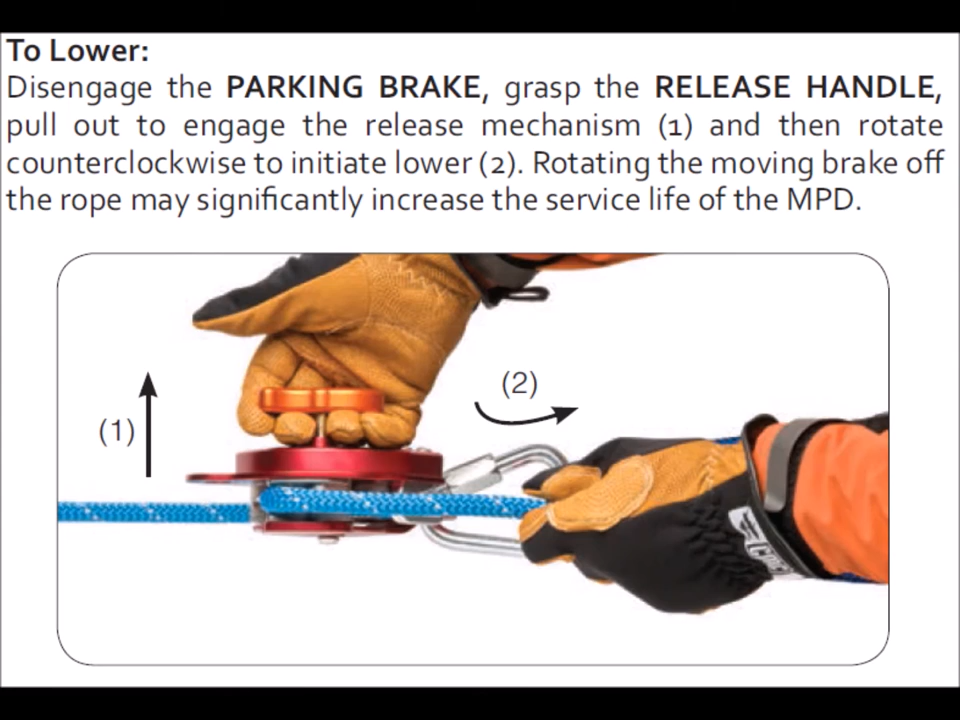 To Lower:
Disengage the PARKING BRAKE, grasp the RELEASE HANDLE,
pull out to engage the release mechanism (1) and then rotate
counterclockwise to initiate lower (2). Rotating the moving brake off
the rope may significantly increase the service life of the MPD.
(2)
(1)
CMC